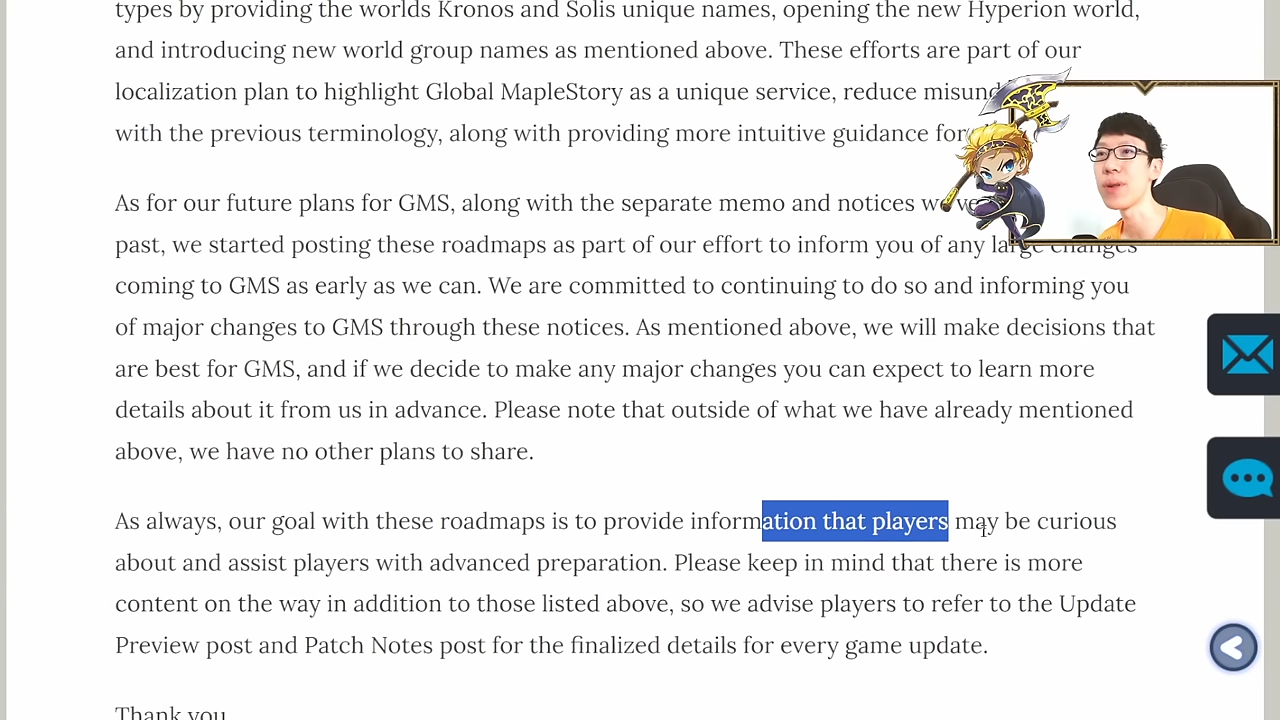 types by providing the worlds Kronos and Solis unique names, opening the new Hyperion world,
and introducing new world group names as mentioned above. These efforts are part of our
localization plan to highlight Global MapleStory as a unique service, reduce
with the previous terminology, along with providing more intuitive guidance
As for our future plans for GMS, along with the separate memo and notices
past, we started posting these roadmaps as part of our effort to inform you of any large changes
coming to GMS as early as we can. We are committed to continuing to do so and informing you
of major changes to GMS through these notices. As mentioned above, we will make decisions that
are best for GMS, and if we decide to make any major changes you can expect to learn more
details about it from us in advance. Please note that outside of what we have already mentioned
above, we have no other plans to share.
As always, our goal with these roadmaps is to provide information that players may be curious
about and assist players with advanced preparation. Please keep in mind that there is more
content on the way in addition to those listed above, so we advise players to refer to the Update
Preview post and Patch Notes post for the finalized details for every game update.
Thank you